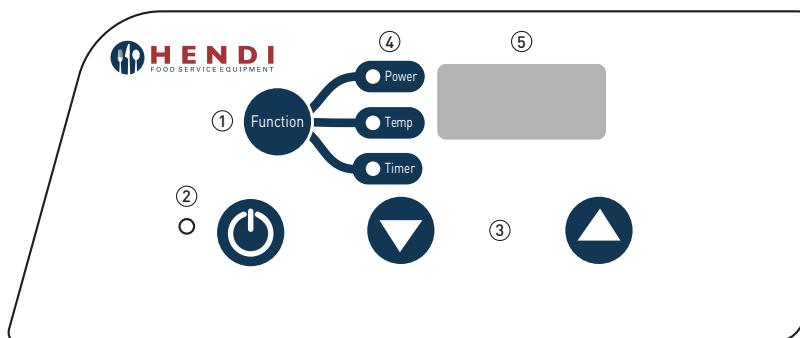 ④ ⑤
HENDI
FOOD SERVICE EQUIPMENT
Power
① Function Temp
Timer
②
③